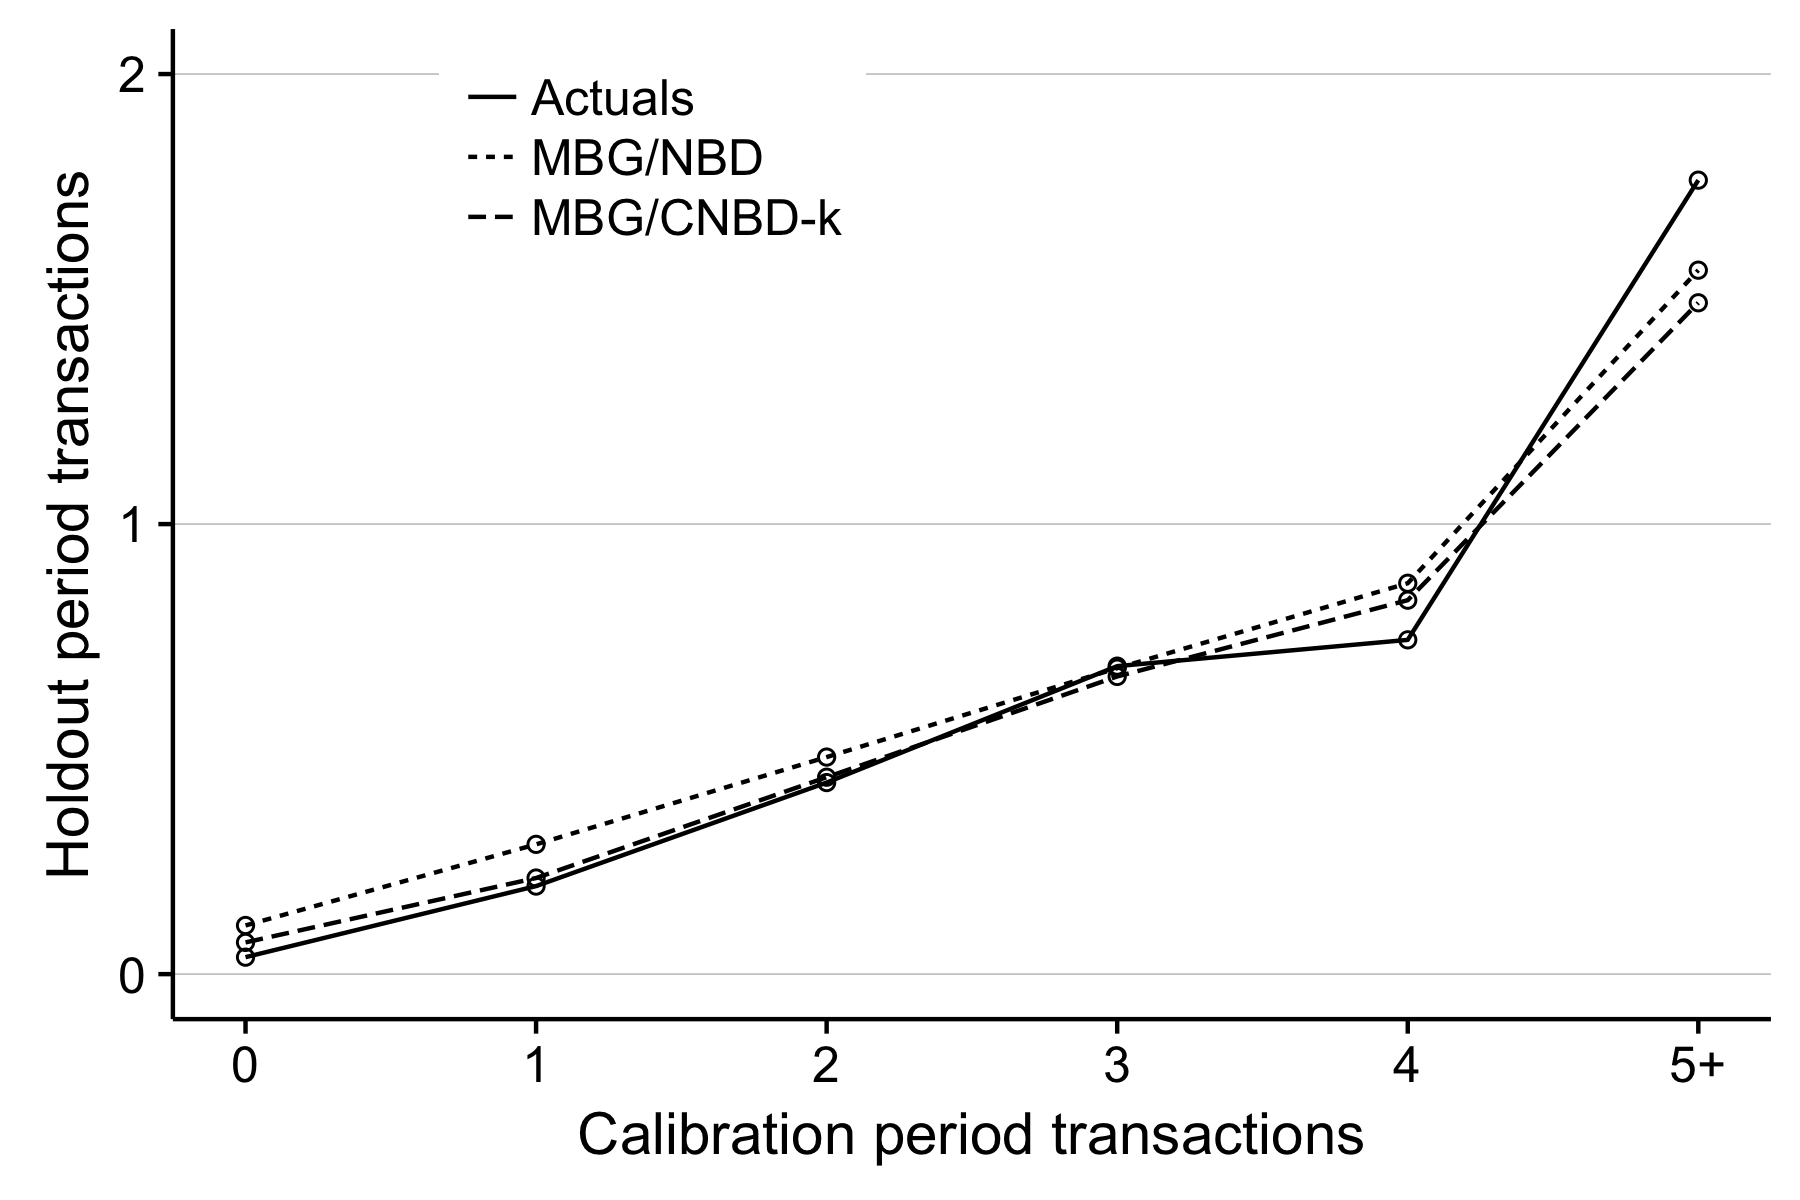 2
1
0
Holdout period transactions
Actuals
MBG/NBD
MBG/CNBD-k
0 1 2 3 4 5+
Calibration period transactions